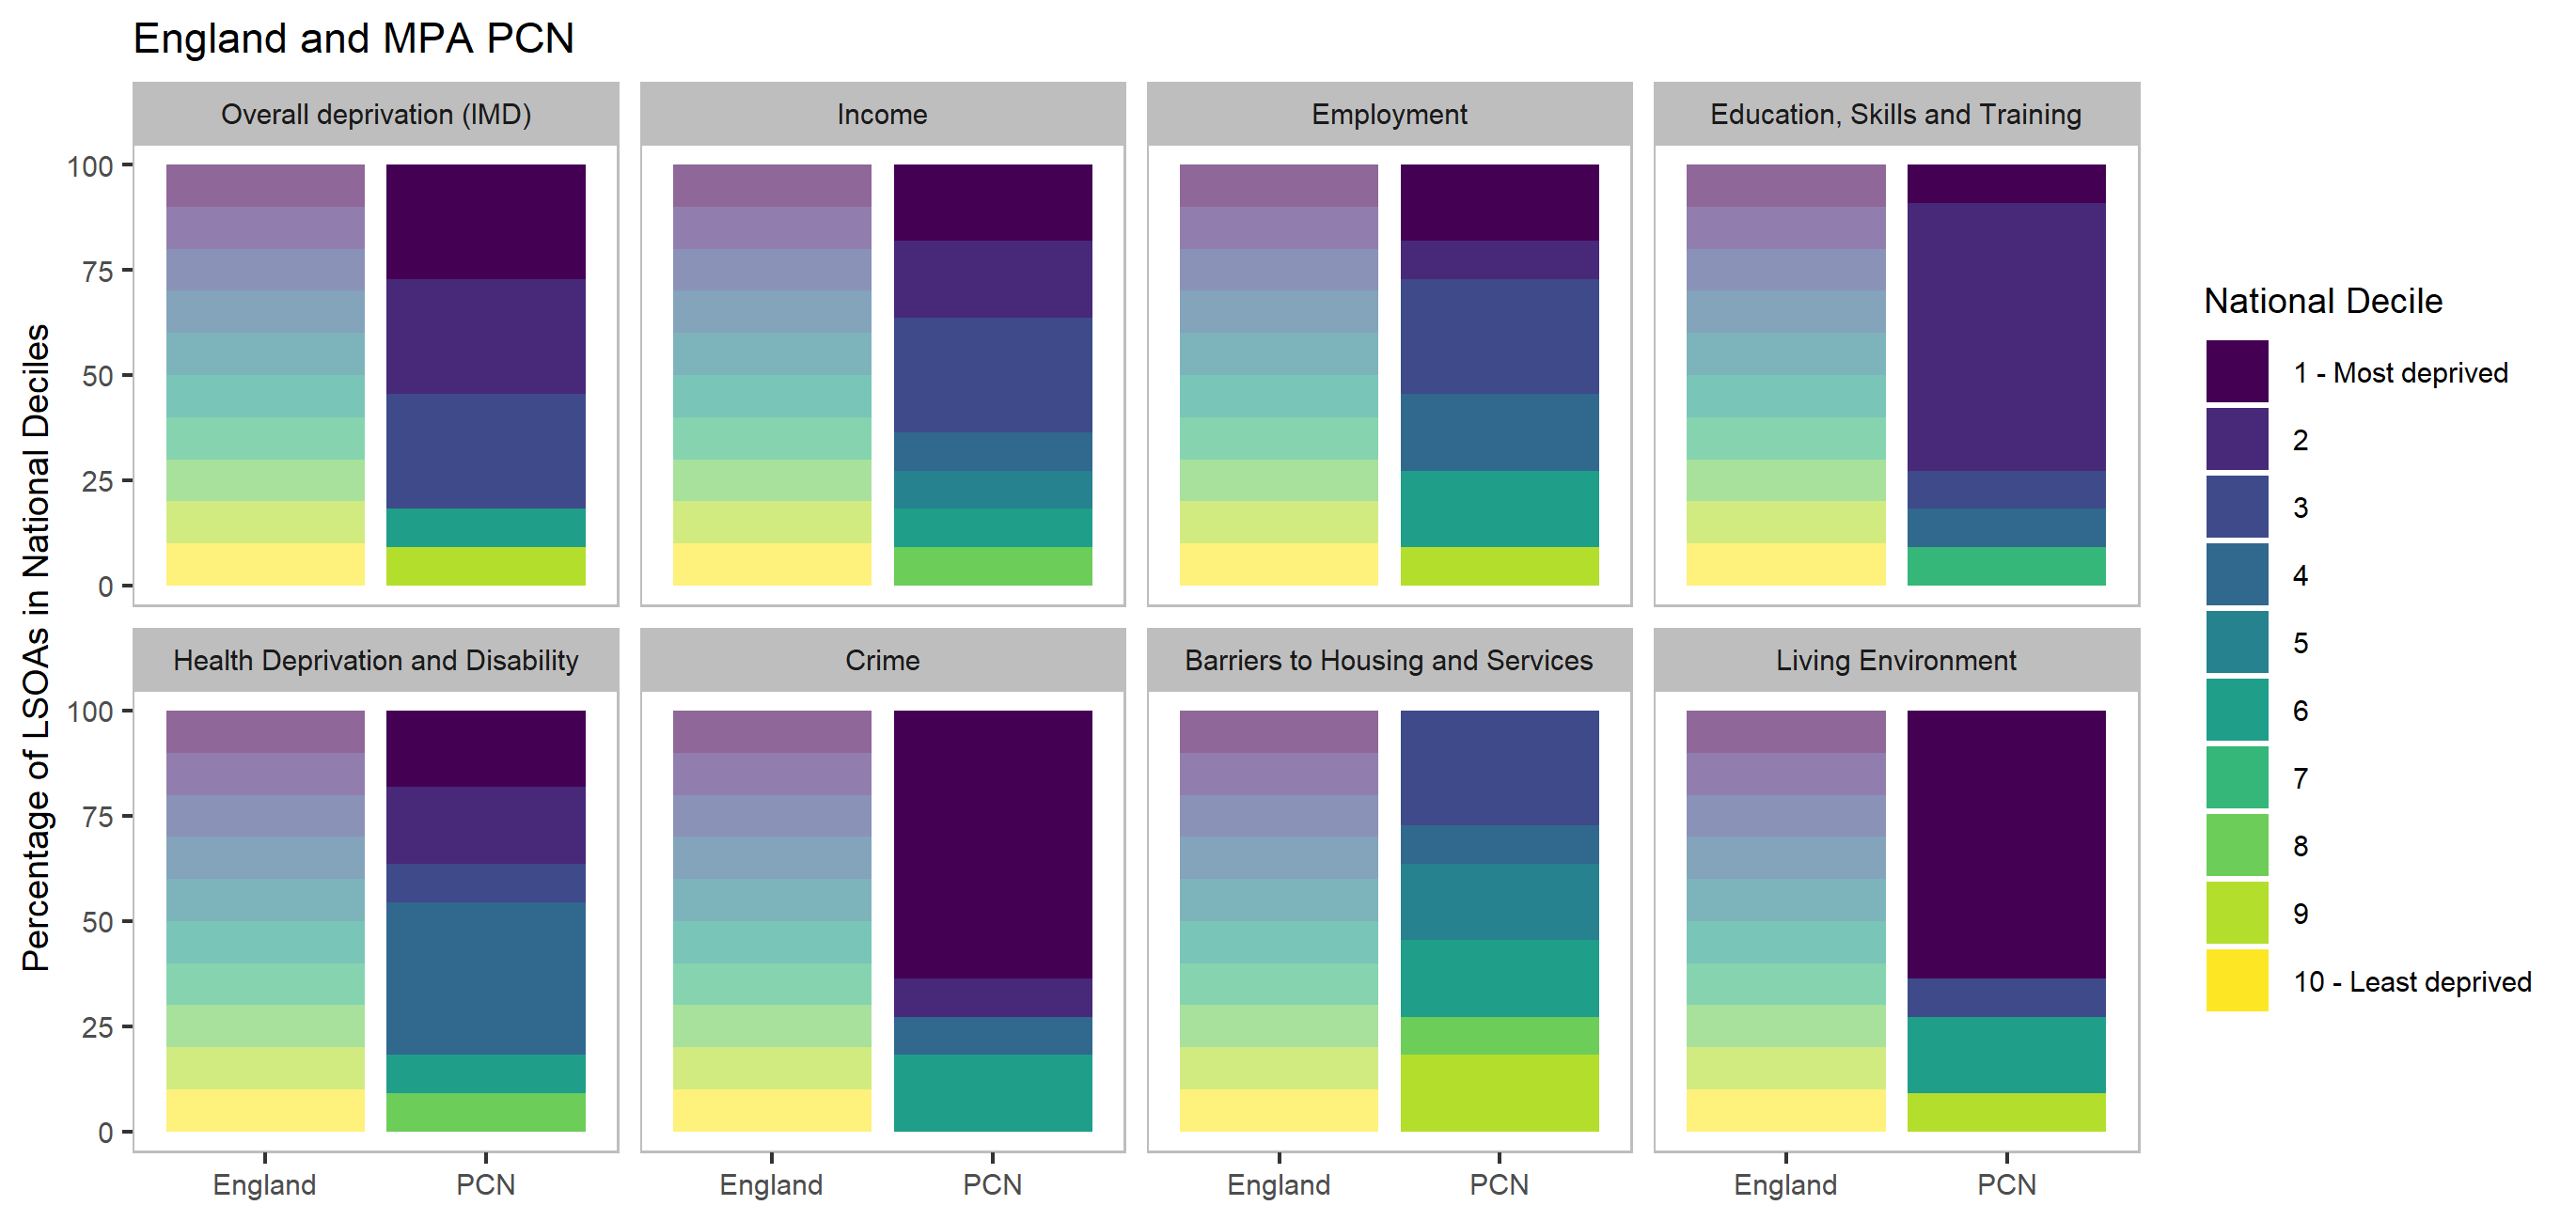 England and MPA PCN
Overall deprivation (IMD)
Income
Employment
Education, Skills and Training
100
75
50
25
0
Health Deprivation and Disability
Crime
Barriers to Housing and Services
Living Environment
100
75
50
25
0
England
PCN
England
PCN
England
PCN
England
PCN
Percentage of LSOAs in National Deciles
National Decile
1 - Most deprived
2
3
4
5
6
7
8
9
10 - Least deprived